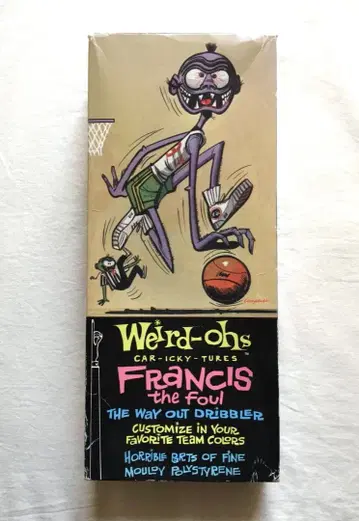 Weird-ohs
CAR-ICKY-TURES
FRANCIS
the foul
THE WAY OUT DRIBBLER
CUSTOMIZE IN YOUR
FAVORITE TEAM COLORS
HORRIBLE BITS OF FINE
MOULDY POLYSTYRENE